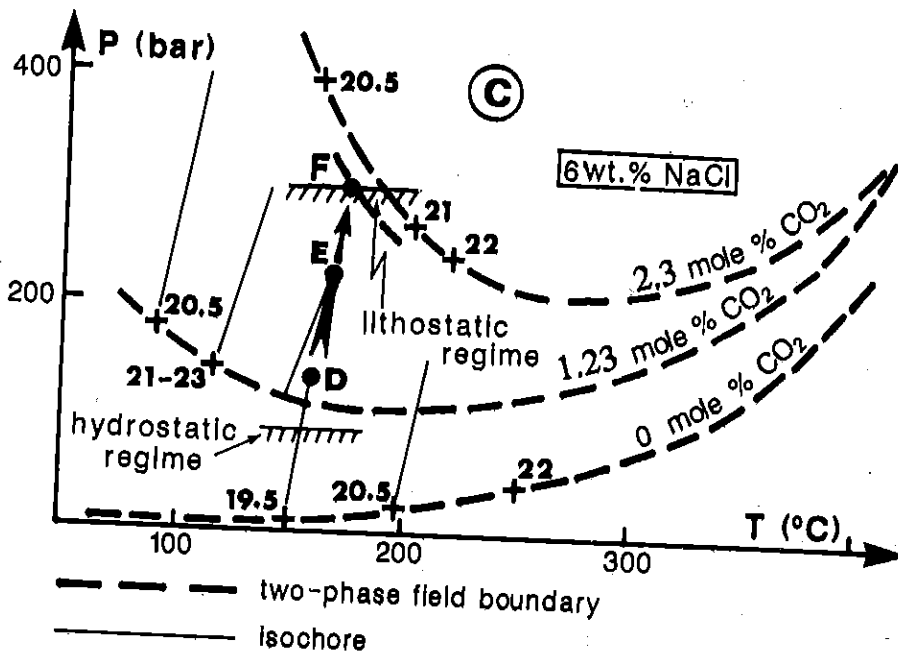 P (bar)
400
20.5
C
6wt.% NaCl
F
21
22
E
2.3 mole % CO₂
200
20.5
lithostatic
regime
1.23 mole % CO₂
21-23
D
hydrostatic
regime
0 mole % CO₂
22
19.5
20.5
T (°C)
100
200
300
two-phase field boundary
isochore